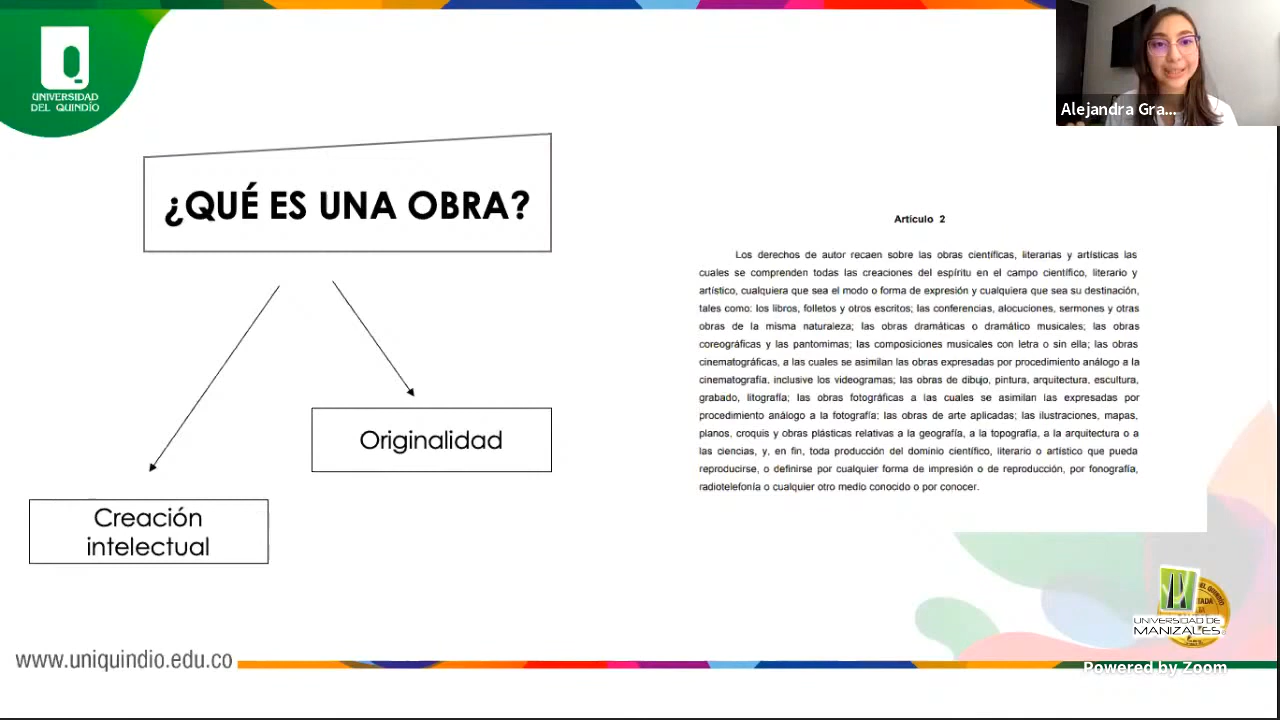 UNIVERSIDAD
DEL QUINDÍO
Alejandra Gra...
¿QUÉ ES UNA OBRA?
Originalidad
Creación
intelectual
Artículo 2
Los derechos de autor recaen sobre las obras científicas, literarias y artísticas las
cuales se comprenden todas las creaciones del espíritu en el campo científico, literario y
artístico, cualquiera que sea el modo o forma de expresión y cualquiera que sea su destinación,
tales como: los libros, folletos y otros escritos; las conferencias, alocuciones, sermones y otras
obras de la misma naturaleza; las obras dramáticas o dramático musicales; las obras
coreográficas y las pantomimas; las composiciones musicales con letra o sin ella; las obras
cinematográficas, a las cuales se asimilan las obras expresadas por procedimiento análogo a la
cinematografía, inclusive los videogramas; las obras de dibujo, pintura, arquitectura, escultura,
grabado, litografía; las obras fotográficas a las cuales se asimilan las expresadas por
procedimiento análogo a la fotografía; las obras de arte aplicadas; las ilustraciones, mapas,
planos, croquis y obras plásticas relativas a la geografía, a la topografía, a la arquitectura o a
las ciencias, y, en fin, toda producción del dominio científico, literario o artístico que pueda
reproducirse, o definirse por cualquier forma de impresión o de reproducción, por fonografía,
radiotelefonía o cualquier otro medio conocido o por conocer.
UNIVERSIDAD DE
MANIZALES
www.uniquindio.edu.co
Powered by Zoom